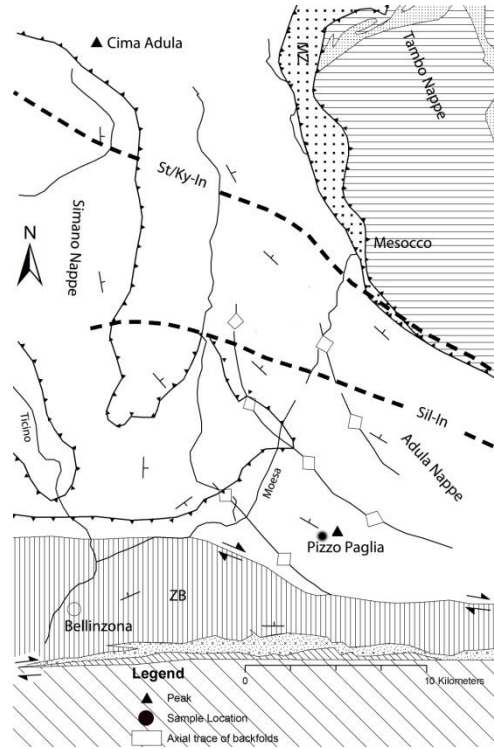 Cima Adula
MZ
Tambo Nappe
St/Ky-In
Simano Nappe
N
Mesocco
Sil-In
Adula Nappe
Ticino
Moesa
Pizzo Paglia
ZB
Bellinzona
Legend
0 10 Kilometers
Peak
Sample Location
Axial trace of backfolds